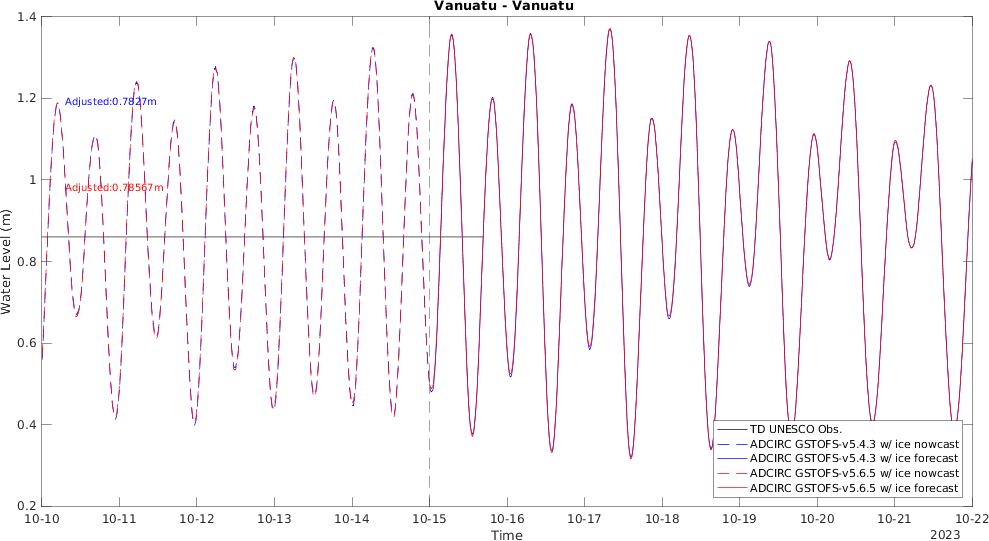 Vanuatu - Vanuatu
1.4
1.2
1
0.8
0.6
0.4
0.2
Water Level (m)
Adjusted:0.7827m
Adjusted:0.78567m
TD UNESCO Obs.
ADCIRC GSTOFS-v5.4.3 w/ ice nowcast
ADCIRC GSTOFS-v5.4.3 w/ ice forecast
ADCIRC GSTOFS-v5.6.5 w/ ice nowcast
ADCIRC GSTOFS-v5.6.5 w/ ice forecast
10-10 10-11 10-12 10-13 10-14 10-15 10-16 10-17 10-18 10-19 10-20 10-21 10-22
Time
2023